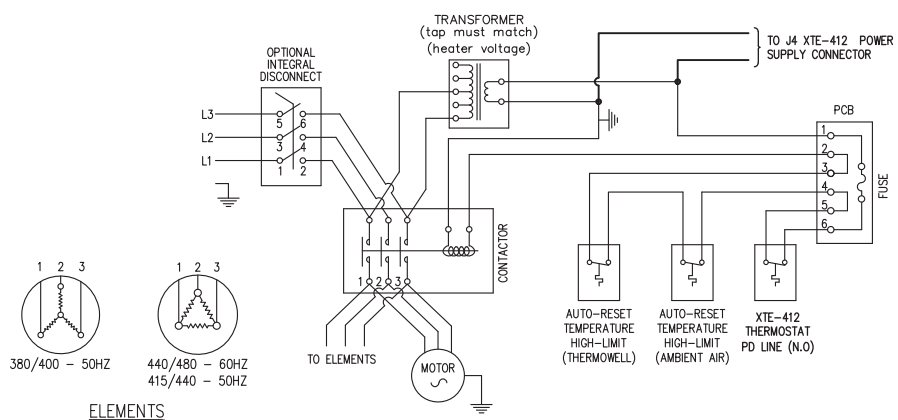 TRANSFORMER
(tap must match)
(heater voltage)
TO J4 XTE-412 POWER
SUPPLY CONNECTOR
OPTIONAL
INTEGRAL
DISCONNECT
L3
L2
L1
5 6
3 4
1 2
PCB
1
2
3
4
5
6
FUSE
CONTACTOR
1 2 3
TO ELEMENTS
MOTOR
AUTO-RESET
TEMPERATURE
HIGH-LIMIT
(THERMOWELL)
AUTO-RESET
TEMPERATURE
HIGH-LIMIT
(AMBIENT AIR)
XTE-412
THERMOSTAT
PD LINE (N.O)
1 2 3
380/400 - 50HZ
1 2 3
440/480 - 60HZ
415/440 - 50HZ
ELEMENTS